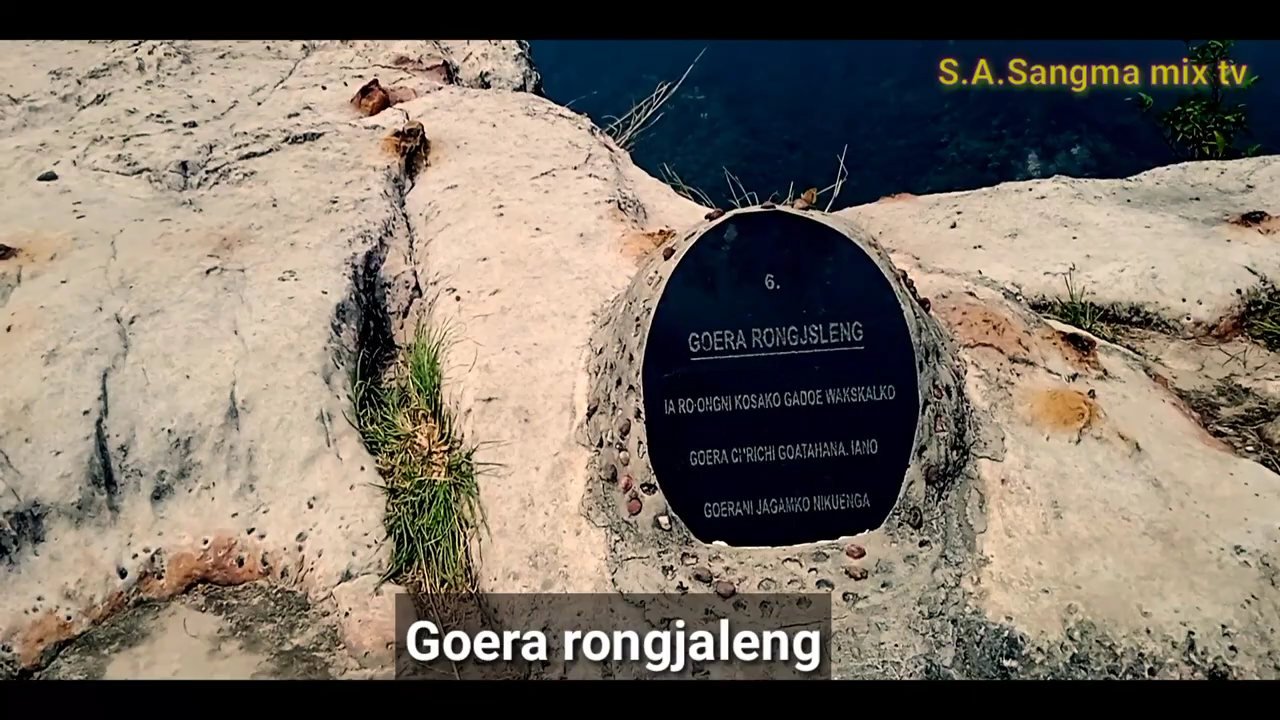 S.A.Sangma mix tv
6.
GOERA RONGJSLENG
IA RO·ONGNI KOSAKO GADOE WAKSKALKO
GOERA CI'RICHI GOATAHANA. IANO
GOERANI JAGAMKO NIKUENGA
Goera rongjaleng